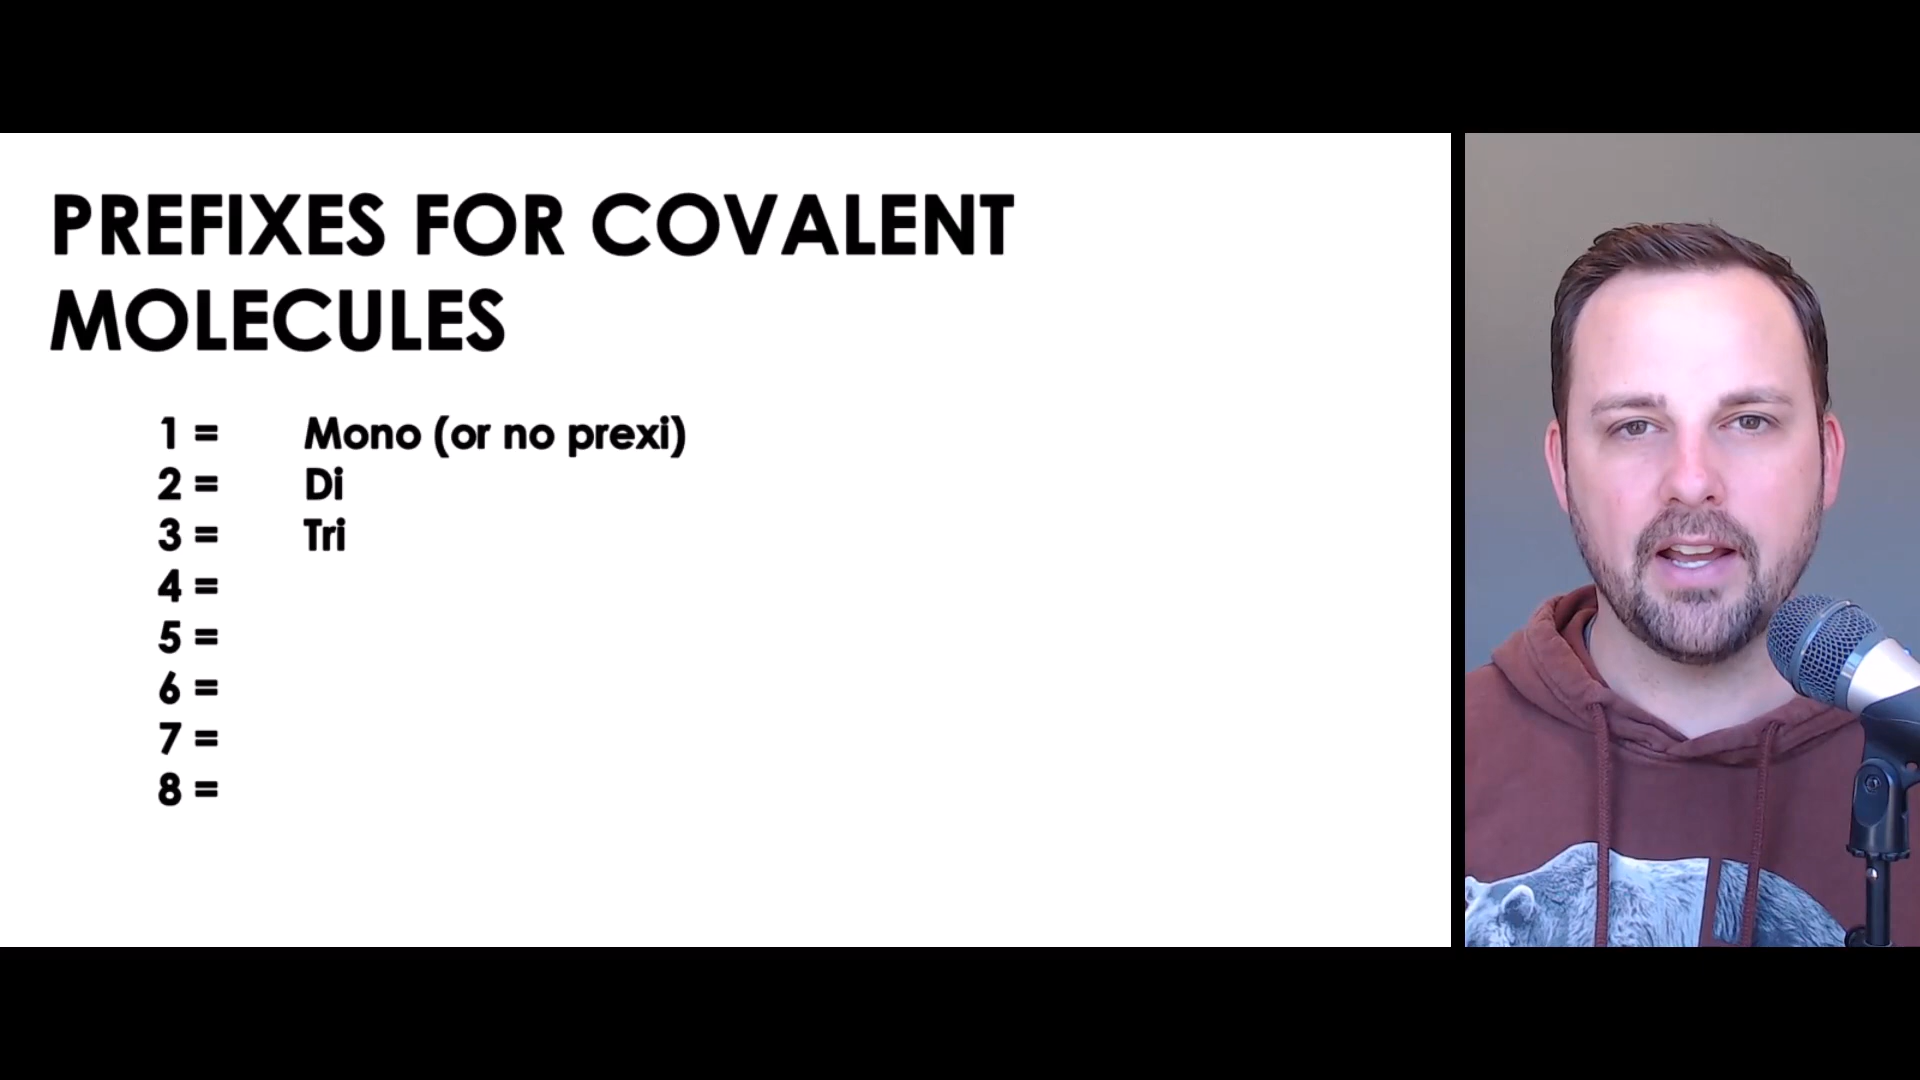 PREFIXES FOR COVALENT
MOLECULES
1 = Mono (or no prexi)
2 = Di
3 = Tri
4 =
5 =
6 =
7 =
8 =